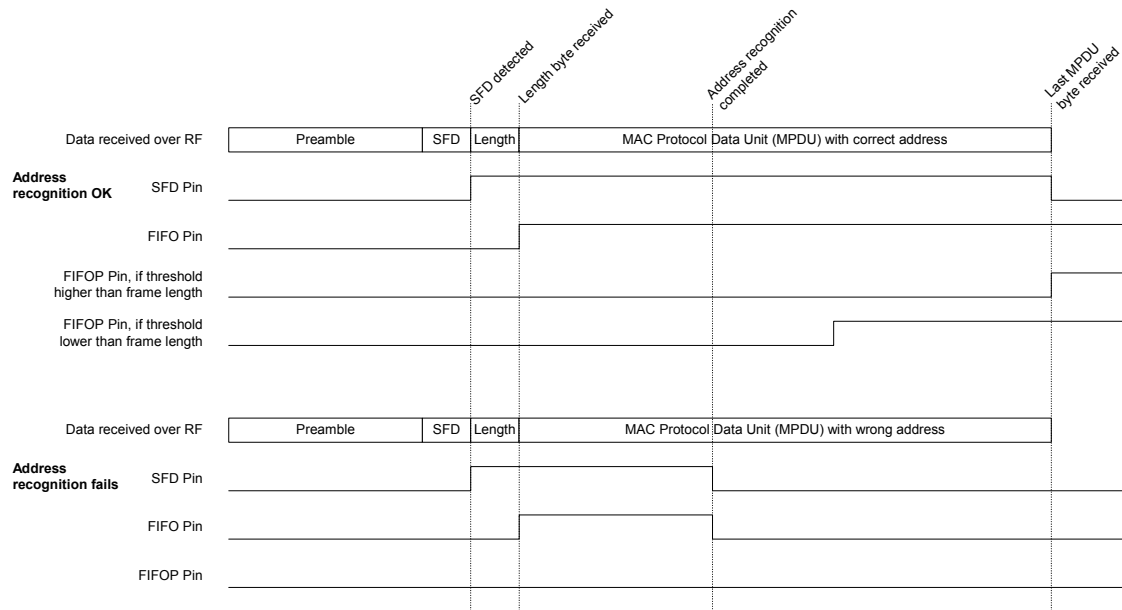 SFD detected
Length byte received
Address recognition
completed
Last MPDU
byte received
Data received over RF
Preamble
SFD
Length
MAC Protocol Data Unit (MPDU) with correct address
Address
recognition OK
SFD Pin
FIFO Pin
FIFOP Pin, if threshold
higher than frame length
FIFOP Pin, if threshold
lower than frame length
Data received over RF
Preamble
SFD
Length
MAC Protocol Data Unit (MPDU) with wrong address
Address
recognition fails
SFD Pin
FIFO Pin
FIFOP Pin